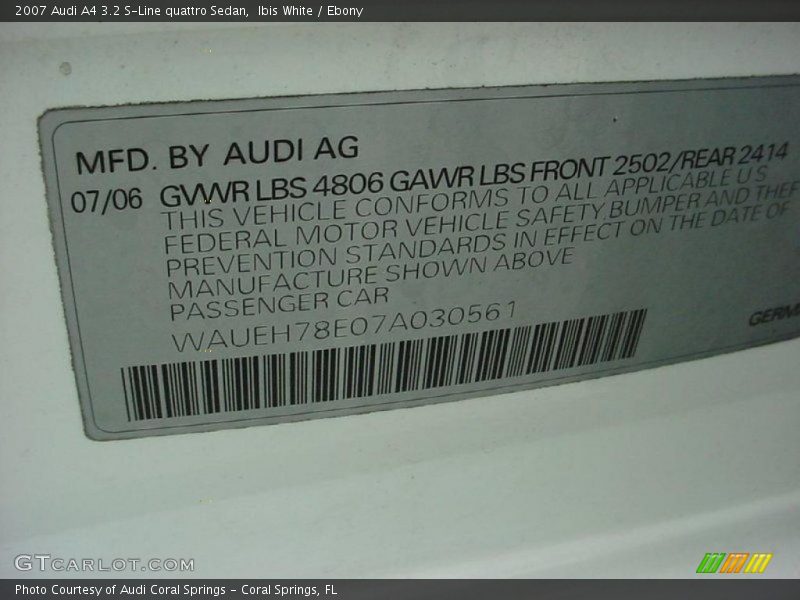 2007 Audi A4 3.2 S-Line quattro Sedan, Ibis White / Ebony
MFD. BY AUDI AG
07/06 GVWR LBS 4806 GAWR LBS FRONT 2502/REAR 2414
THIS VEHICLE CONFORMS TO ALL APPLICABLE US
FEDERAL MOTOR VEHICLE SAFETY, BUMPER AND THEFT
PREVENTION STANDARDS IN EFFECT ON THE DATE OF
MANUFACTURE SHOWN ABOVE
PASSENGER CAR
WAUEH78E07A030561
GERMA
GTCARLOT.COM
Photo Courtesy of Audi Coral Springs - Coral Springs, FL